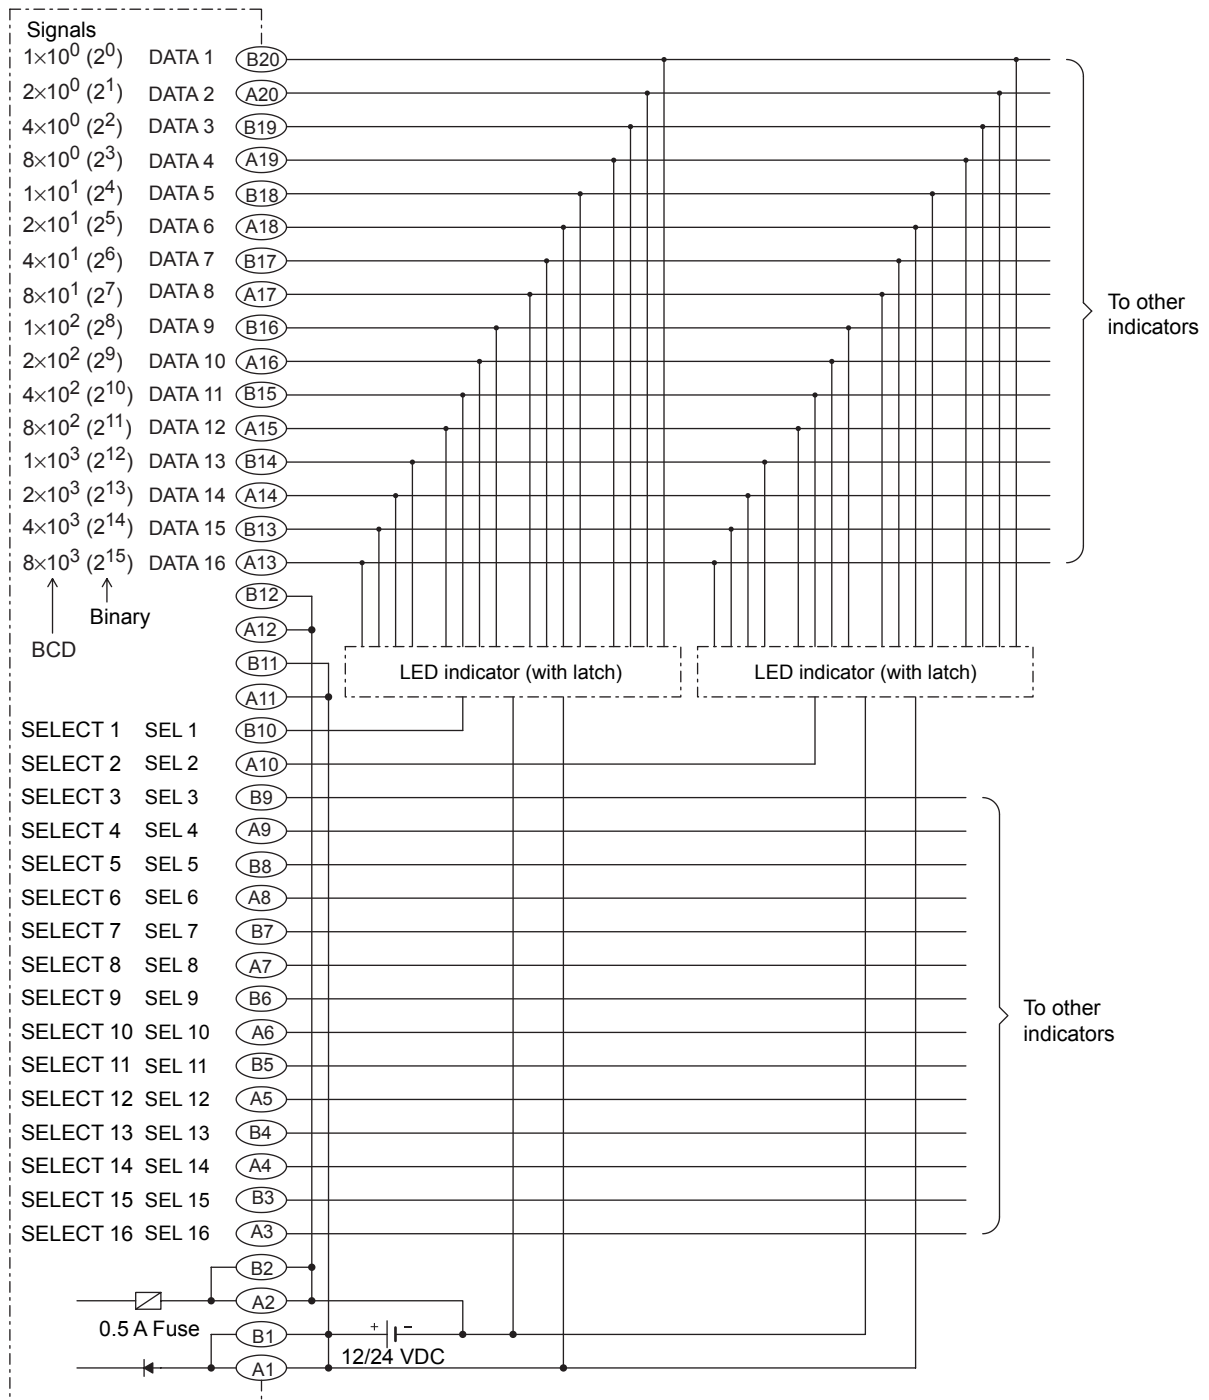 Signals
1×10⁰ (2⁰) DATA 1 B20
2×10⁰ (2¹) DATA 2 A20
4×10⁰ (2²) DATA 3 B19
8×10⁰ (2³) DATA 4 A19
1×10¹ (2⁴) DATA 5 B18
2×10¹ (2⁵) DATA 6 A18
4×10¹ (2⁶) DATA 7 B17
8×10¹ (2⁷) DATA 8 A17
1×10² (2⁸) DATA 9 B16
2×10² (2⁹) DATA 10 A16
4×10² (2¹⁰) DATA 11 B15
8×10² (2¹¹) DATA 12 A15
1×10³ (2¹²) DATA 13 B14
2×10³ (2¹³) DATA 14 A14
4×10³ (2¹⁴) DATA 15 B13
8×10³ (2¹⁵) DATA 16 A13
To other
indicators
B12
Binary
A12
BCD
B11
LED indicator (with latch) LED indicator (with latch)
A11
SELECT 1 SEL 1 B10
SELECT 2 SEL 2 A10
SELECT 3 SEL 3 B9
SELECT 4 SEL 4 A9
SELECT 5 SEL 5 B8
SELECT 6 SEL 6 A8
SELECT 7 SEL 7 B7
SELECT 8 SEL 8 A7
SELECT 9 SEL 9 B6
SELECT 10 SEL 10 A6
SELECT 11 SEL 11 B5
SELECT 12 SEL 12 A5
SELECT 13 SEL 13 B4
SELECT 14 SEL 14 A4
SELECT 15 SEL 15 B3
SELECT 16 SEL 16 A3
To other
indicators
B2
A2
0.5 A Fuse
B1
+ −
12/24 VDC
A1